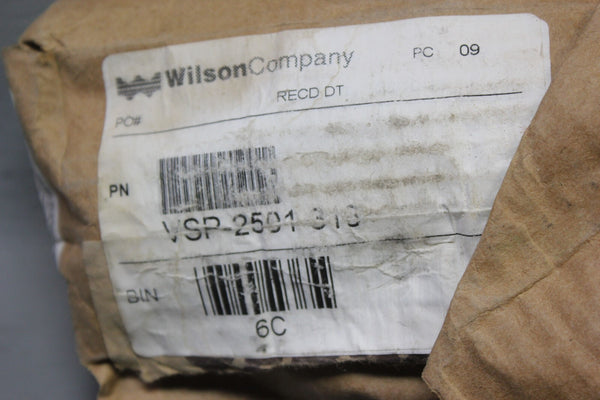 WilsonCompany
PC 09
RECD DT
PO#
PN
VSP-2501
BIN
6C